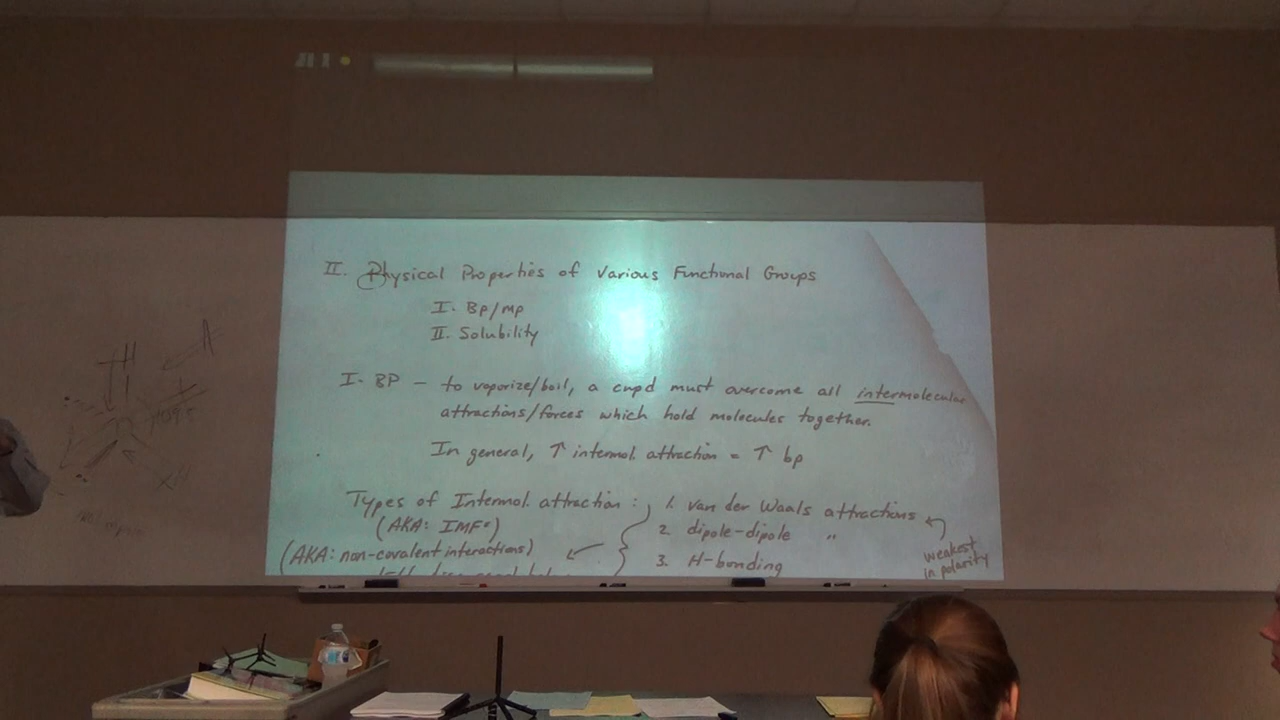 II. Physical Properties of Various Functional Groups
I. Bp/mp
II. Solubility
I. BP – to vaporize/boil, a cmpd must overcome all intermolecular
attractions/forces which hold molecules together.
In general, ↑ intermol. attraction = ↑ bp
Types of Intermol. attraction: 1. van der Waals attractions
(AKA: IMFs) 2. dipole-dipole "
(AKA: non-covalent interactions) 3. H-bonding
weakest
in polarity